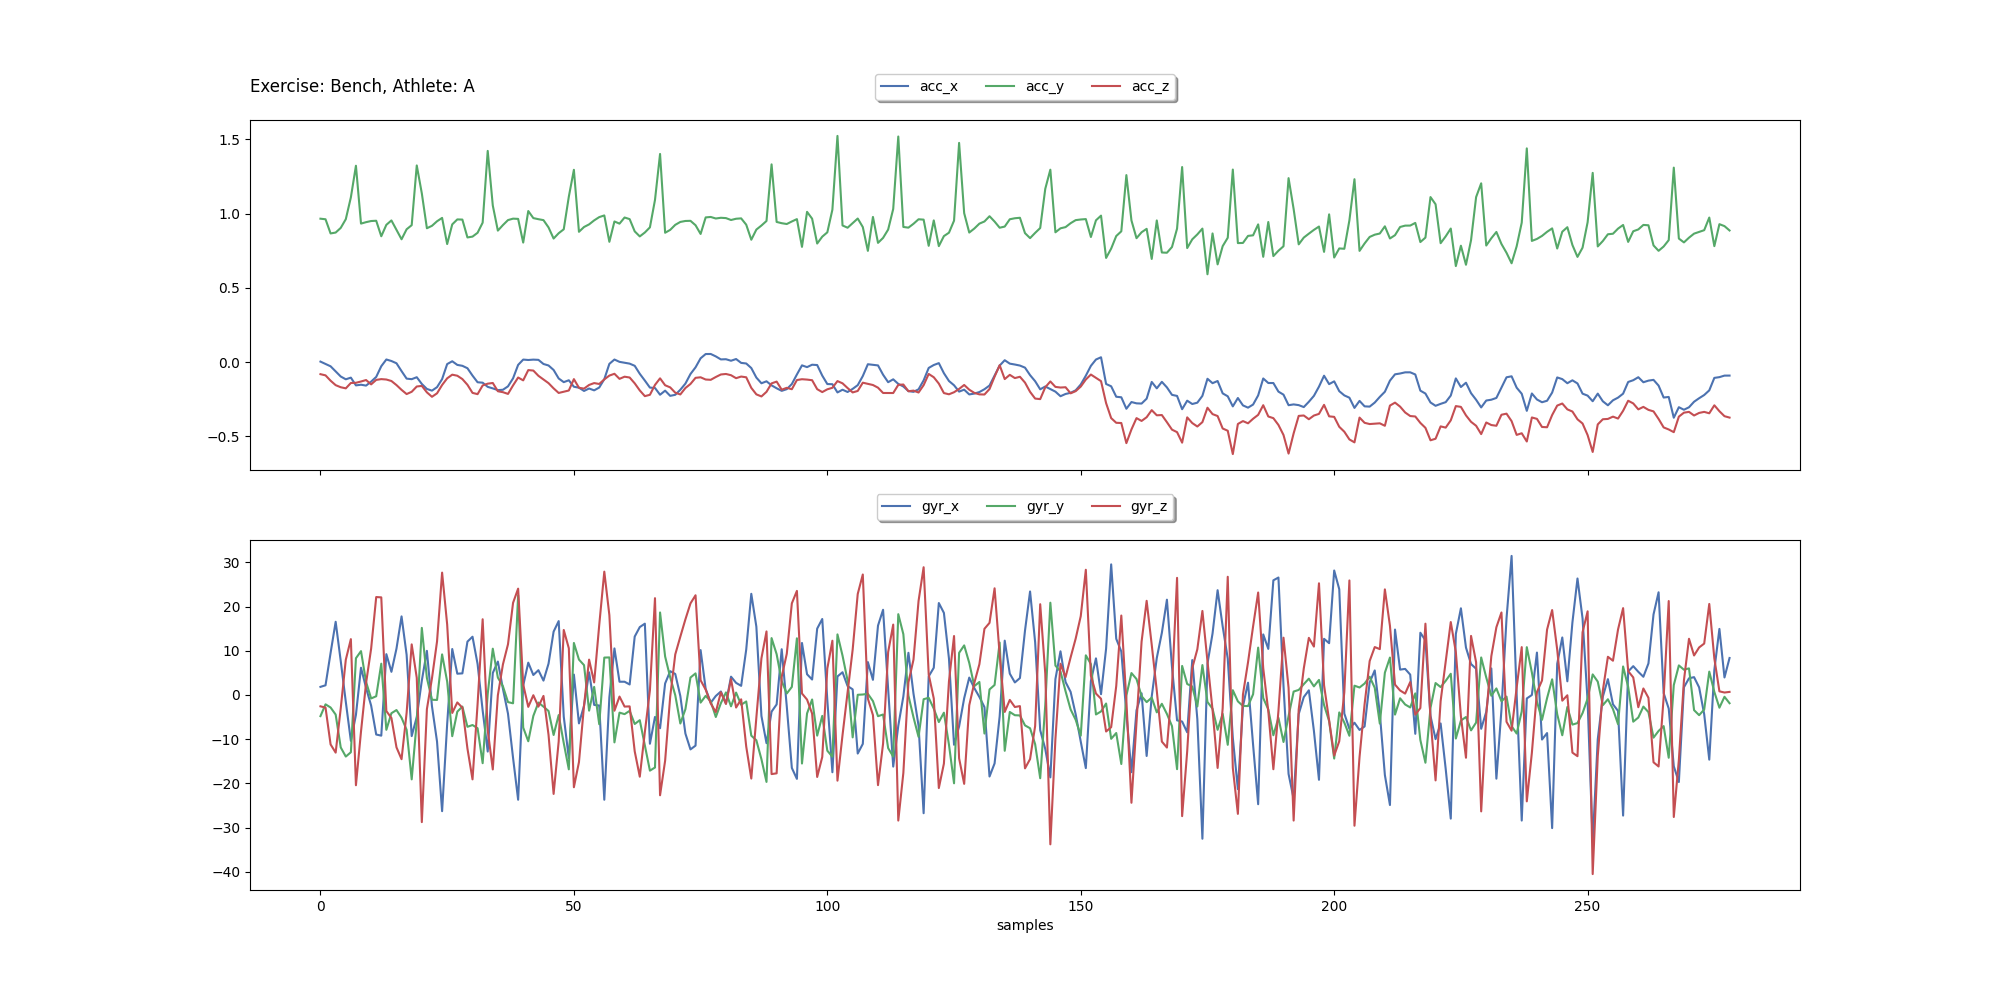 Exercise: Bench, Athlete: A
acc_x acc_y acc_z
1.5
1.0
0.5
0.0
−0.5
gyr_x gyr_y gyr_z
30
20
10
0
−10
−20
−30
−40
0 50 100 150 200 250
samples